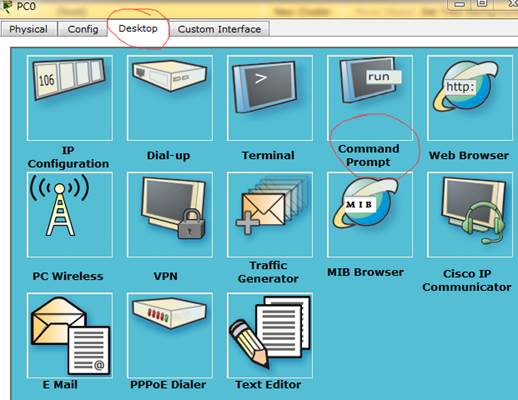 PC0
Physical Config Desktop Custom Interface
106
>
run
http:
IP
Configuration
Dial-up
Terminal
Command
Prompt
Web Browser
MIB
PC Wireless
VPN
Traffic
Generator
MIB Browser
Cisco IP
Communicator
@
E Mail
PPPoE Dialer
Text Editor